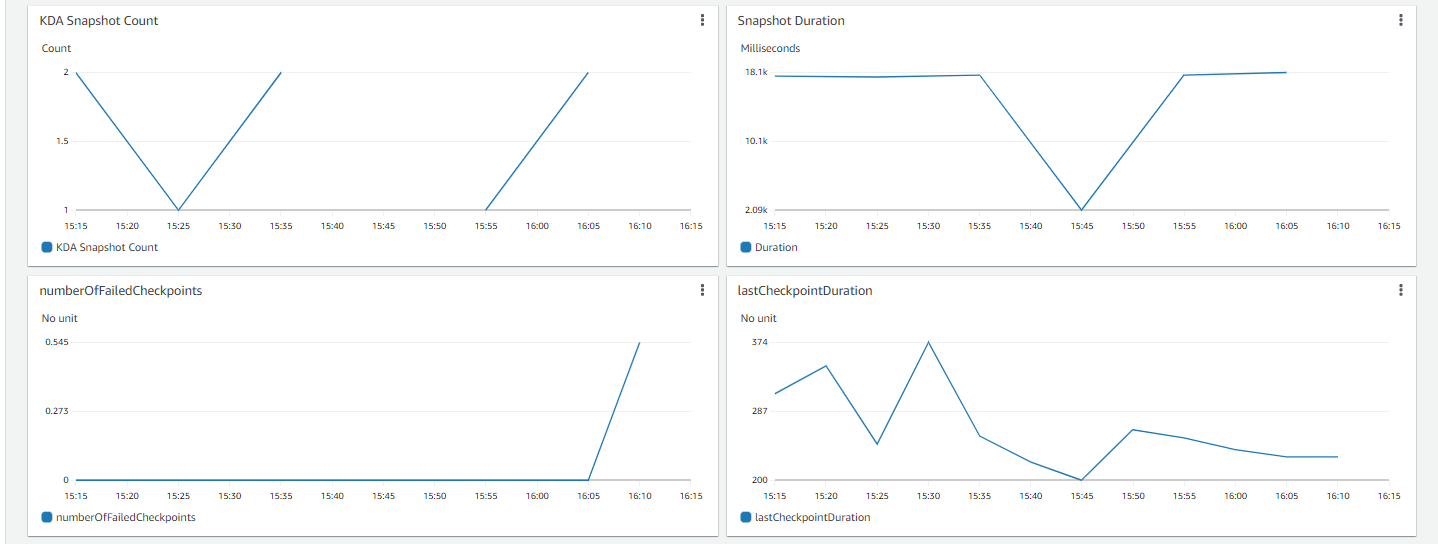 KDA Snapshot Count
Count
2
1.5
1
15:15 15:20 15:25 15:30 15:35 15:40 15:45 15:50 15:55 16:00 16:05 16:10 16:15
KDA Snapshot Count
Snapshot Duration
Milliseconds
18.1k
10.1k
2.09k
15:15 15:20 15:25 15:30 15:35 15:40 15:45 15:50 15:55 16:00 16:05 16:10 16:15
Duration
numberOfFailedCheckpoints
No unit
0.545
0.273
0
15:15 15:20 15:25 15:30 15:35 15:40 15:45 15:50 15:55 16:00 16:05 16:10 16:15
numberOfFailedCheckpoints
lastCheckpointDuration
No unit
374
287
200
15:15 15:20 15:25 15:30 15:35 15:40 15:45 15:50 15:55 16:00 16:05 16:10 16:15
lastCheckpointDuration